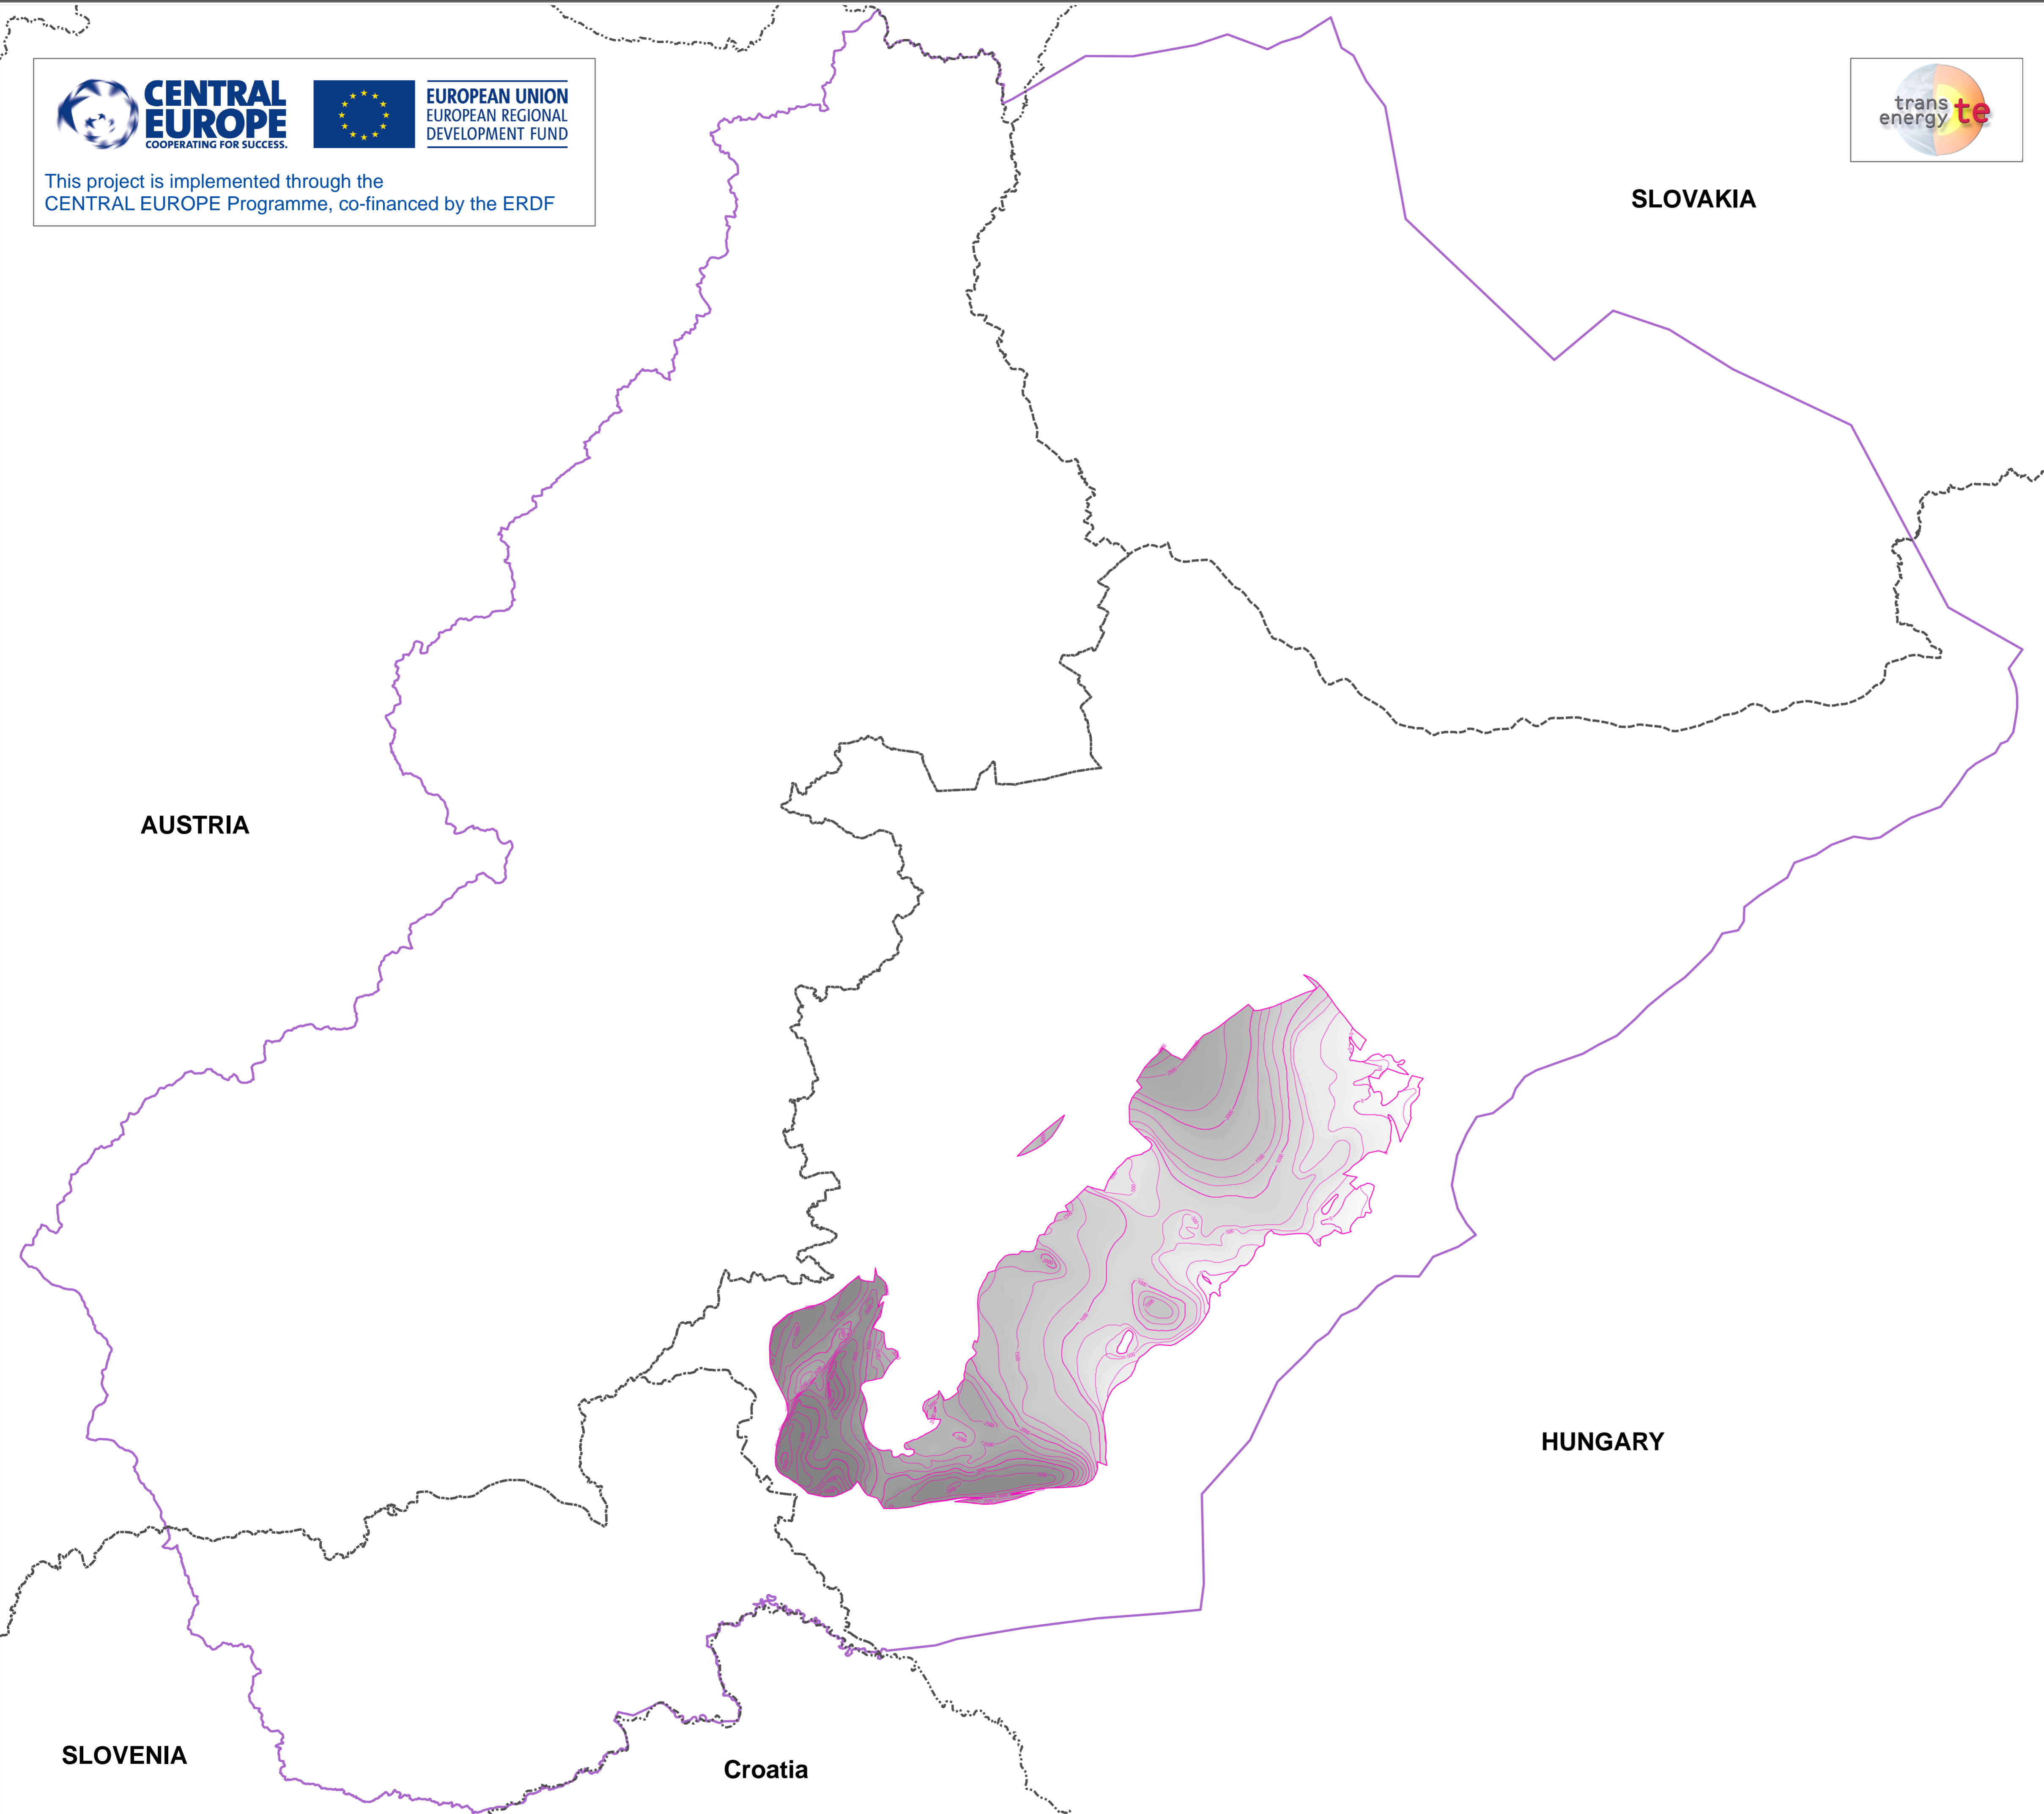 CENTRAL
EUROPE
COOPERATING FOR SUCCESS.
EUROPEAN UNION
EUROPEAN REGIONAL
DEVELOPMENT FUND
This project is implemented through the
CENTRAL EUROPE Programme, co-financed by the ERDF
trans
energy te
SLOVAKIA
AUSTRIA
HUNGARY
SLOVENIA
Croatia